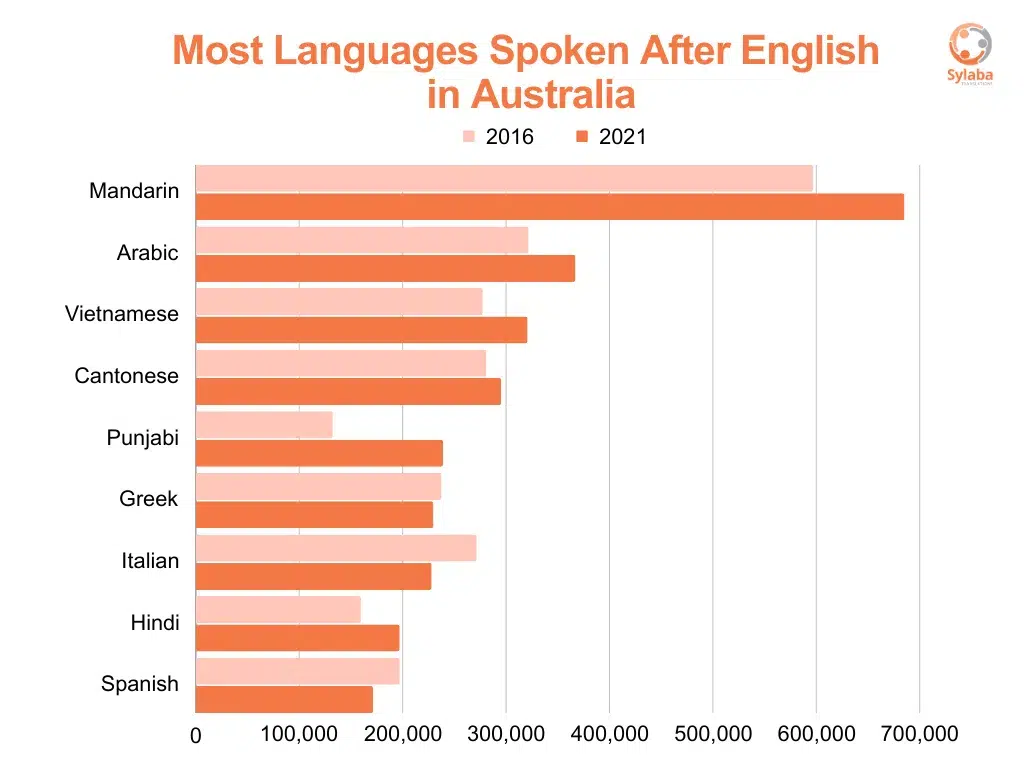 Most Languages Spoken After English
in Australia
Sylaba
2016 2021
Mandarin
Arabic
Vietnamese
Cantonese
Punjabi
Greek
Italian
Hindi
Spanish
0 100,000 200,000 300,000 400,000 500,000 600,000 700,000